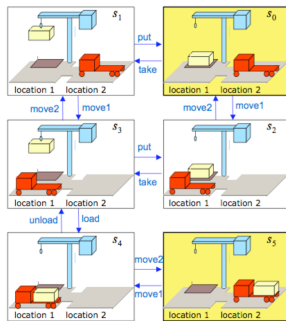 s₁
s₀
put
take
location 1 location 2
location 1 location 2
move2
move1
move2
move1
s₃
s₂
put
take
location 1 location 2
location 1 location 2
unload
load
s₄
s₅
move2
move1
location 1 location 2
location 1 location 2